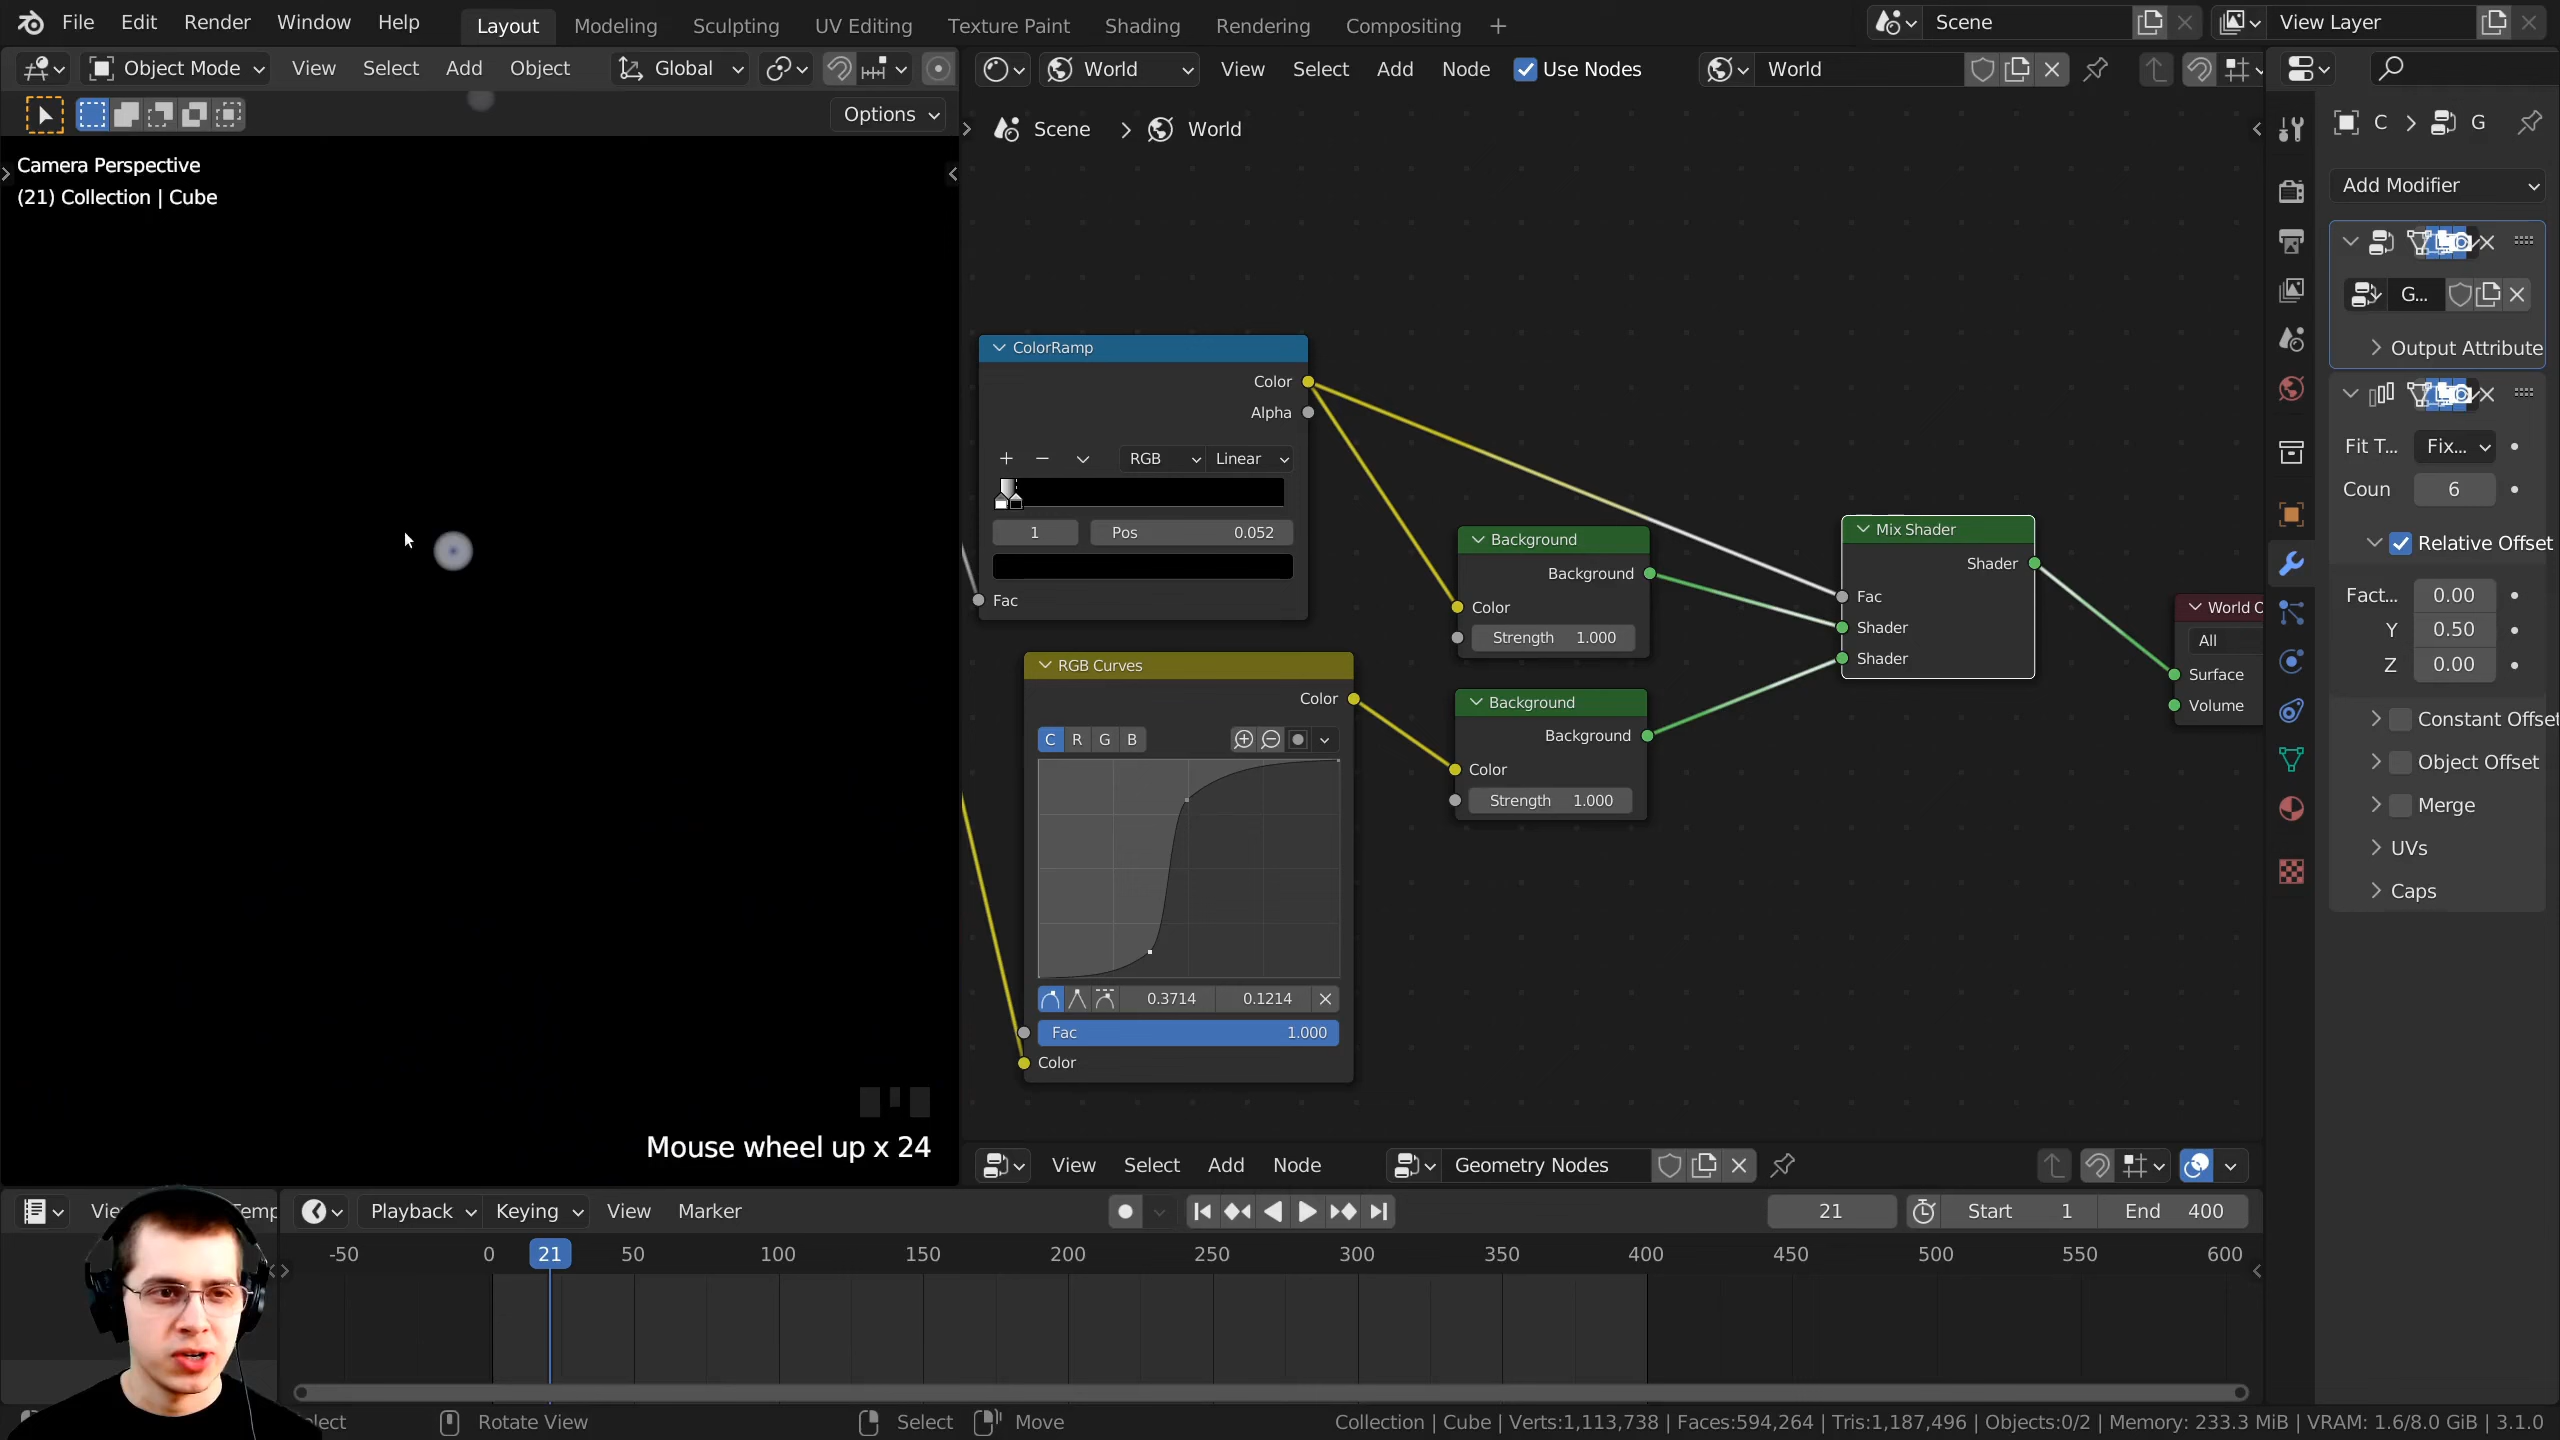 File Edit Render Window Help
Layout Modeling Sculpting UV Editing Texture Paint Shading Rendering Compositing
Scene
View Layer
Object Mode View Select Add Object Global
World View Select Add Node Use Nodes World
Options
Scene World
C G
Camera Perspective
(21) Collection | Cube
Add Modifier
G...
Output Attribute
ColorRamp
Color
Alpha
RGB Linear
1 Pos 0.052
Fac
Background
Background
Color
Strength 1.000
Mix Shader
Shader
Fac
Shader
Shader
World O
All
Surface
Volume
RGB Curves
Color
C R G B
0.3714 0.1214
Fac 1.000
Color
Background
Background
Color
Strength 1.000
Fit T... Fix...
Coun 6
Relative Offset
Fact... 0.00
Y 0.50
Z 0.00
Constant Offset
Object Offset
Merge
UVs
Caps
Mouse wheel up x 24
View Select Add Node Geometry Nodes
Vie Temp
Playback Keying View Marker
21 Start 1 End 400
-50 0 21 50 100 150 200 250 300 350 400 450 500 550 600
elect Rotate View Select Move
Collection | Cube | Verts:1,113,738 | Faces:594,264 | Tris:1,187,496 | Objects:0/2 | Memory: 233.3 MiB | VRAM: 1.6/8.0 GiB | 3.1.0